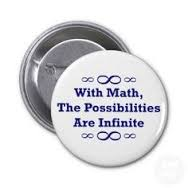 With Math,
The Possibilities
Are Infinite